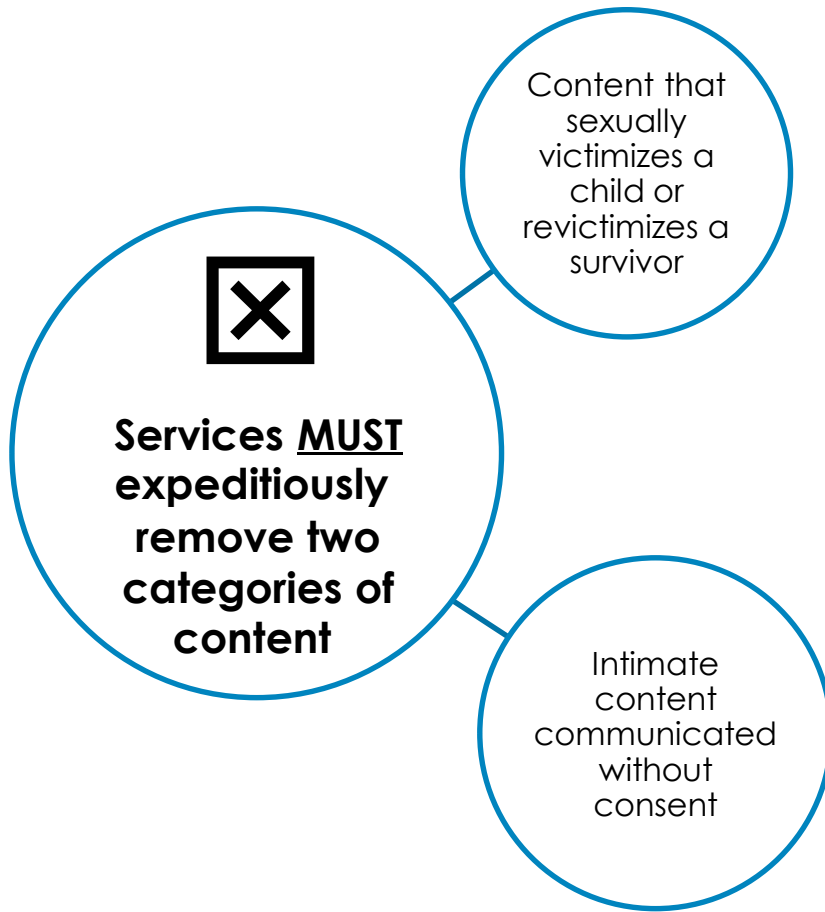 Services MUST
expeditiously
remove two
categories of
content
Content that
sexually
victimizes a
child or
revictimizes a
survivor
Intimate
content
communicated
without
consent